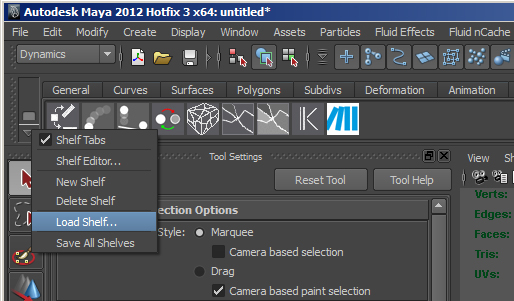 Autodesk Maya 2012 Hotfix 3 x64: untitled*
File Edit Modify Create Display Window Assets Particles Fluid Effects Fluid nCache
Dynamics
General Curves Surfaces Polygons Subdivs Deformation Animation
Shelf Tabs
Shelf Editor...
New Shelf
Delete Shelf
Load Shelf...
Save All Shelves
Tool Settings
Reset Tool Tool Help
ection Options
Style: Marquee
Camera based selection
Drag
Camera based paint selection
View Sha
Verts:
Edges:
Faces:
Tris:
UVs: